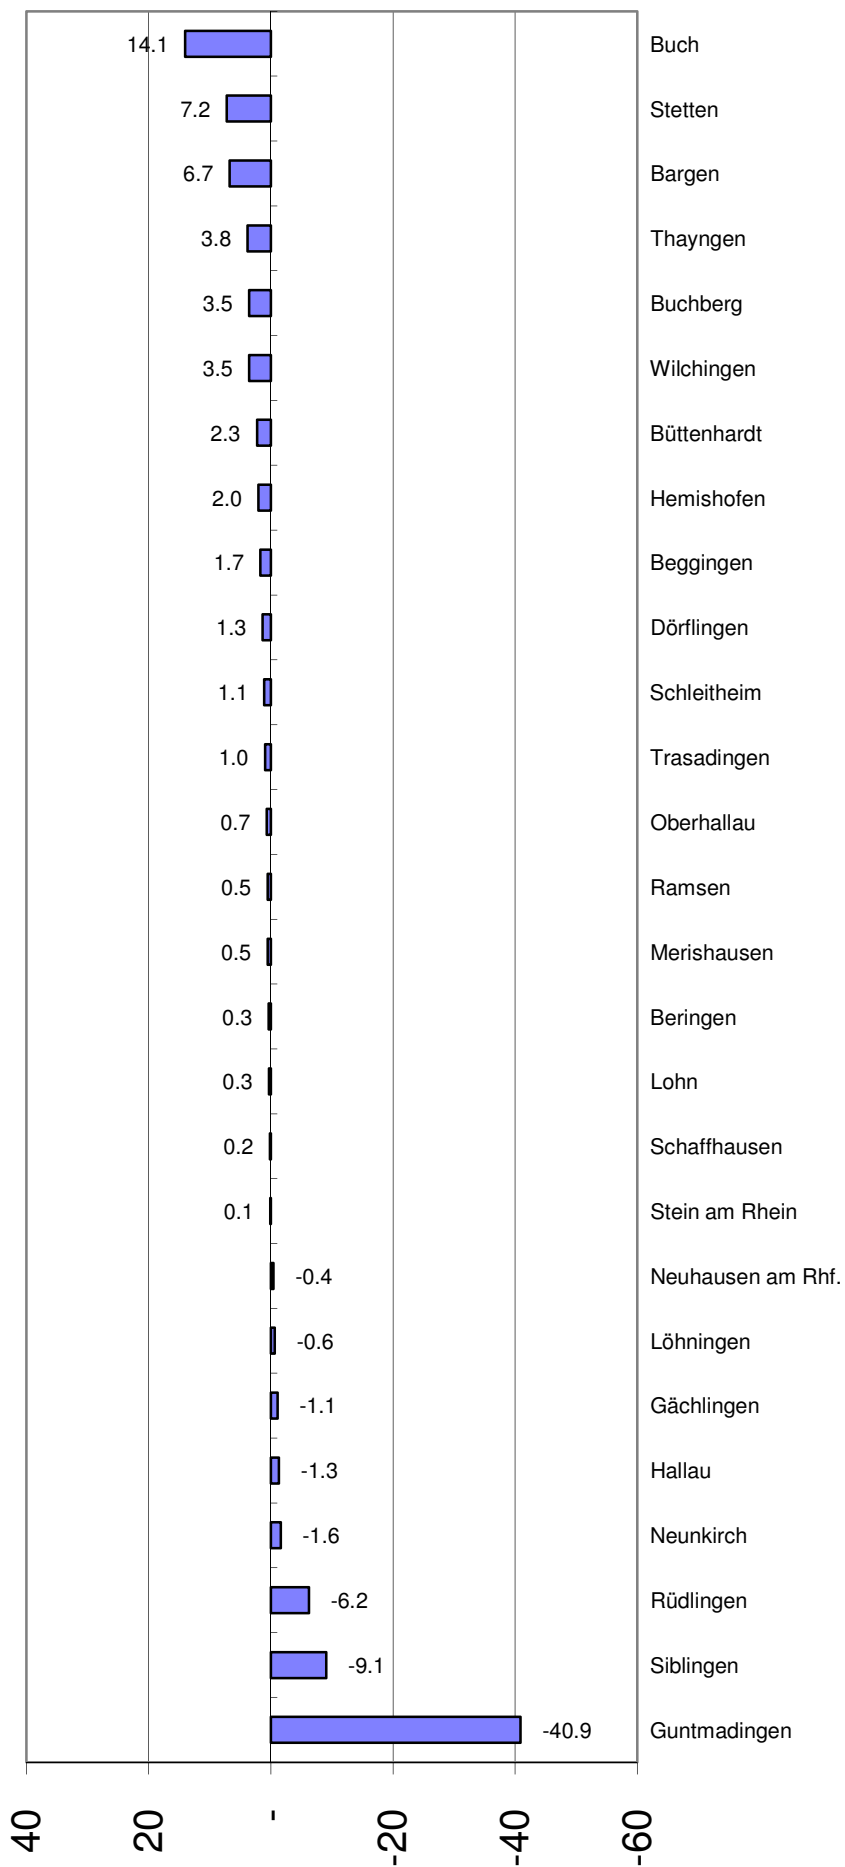 14.1 Buch
7.2 Stetten
6.7 Bargen
3.8 Thayngen
3.5 Buchberg
3.5 Wilchingen
2.3 Büttenhardt
2.0 Hemishofen
1.7 Beggingen
1.3 Dörflingen
1.1 Schleitheim
1.0 Trasadingen
0.7 Oberhallau
0.5 Ramsen
0.5 Merishausen
0.3 Beringen
0.3 Lohn
0.2 Schaffhausen
0.1 Stein am Rhein
-0.4 Neuhausen am Rhf.
-0.6 Löhningen
-1.1 Gächlingen
-1.3 Hallau
-1.6 Neunkirch
-6.2 Rüdlingen
-9.1 Siblingen
-40.9 Guntmadingen
40 20 - -20 -40 -60